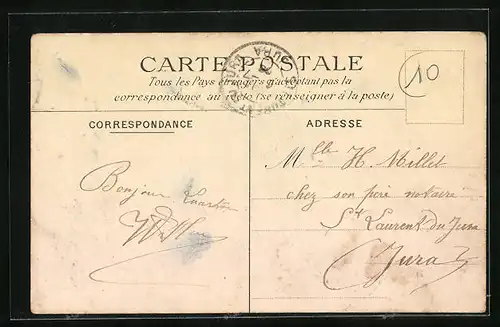 CARTE POSTALE
Tous les Pays étrangers n'acceptant pas la
correspondance au recto (se renseigner à la poste)
10
CORRESPONDANCE
ADRESSE
Bonjour
Mlle H. Millet
chez son père notaire
St Laurent du Jura
Jura